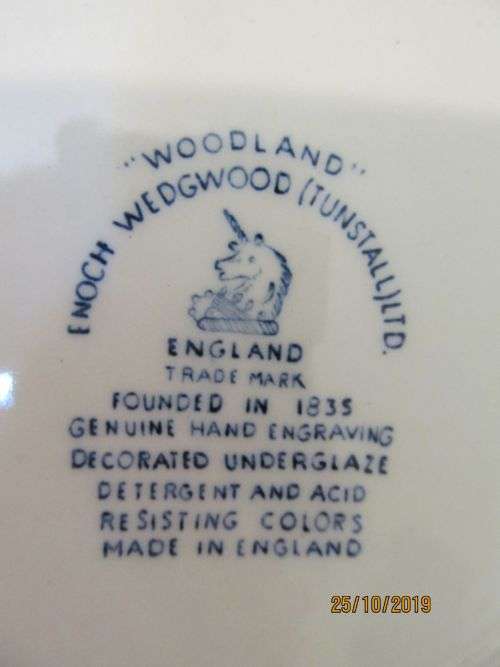 "WOODLAND"
ENOCH WEDGWOOD (TUNSTALL) LTD.
ENGLAND
TRADE MARK
FOUNDED IN 1835
GENUINE HAND ENGRAVING
DECORATED UNDERGLAZE
DETERGENT AND ACID
RESISTING COLORS
MADE IN ENGLAND
25/10/2019